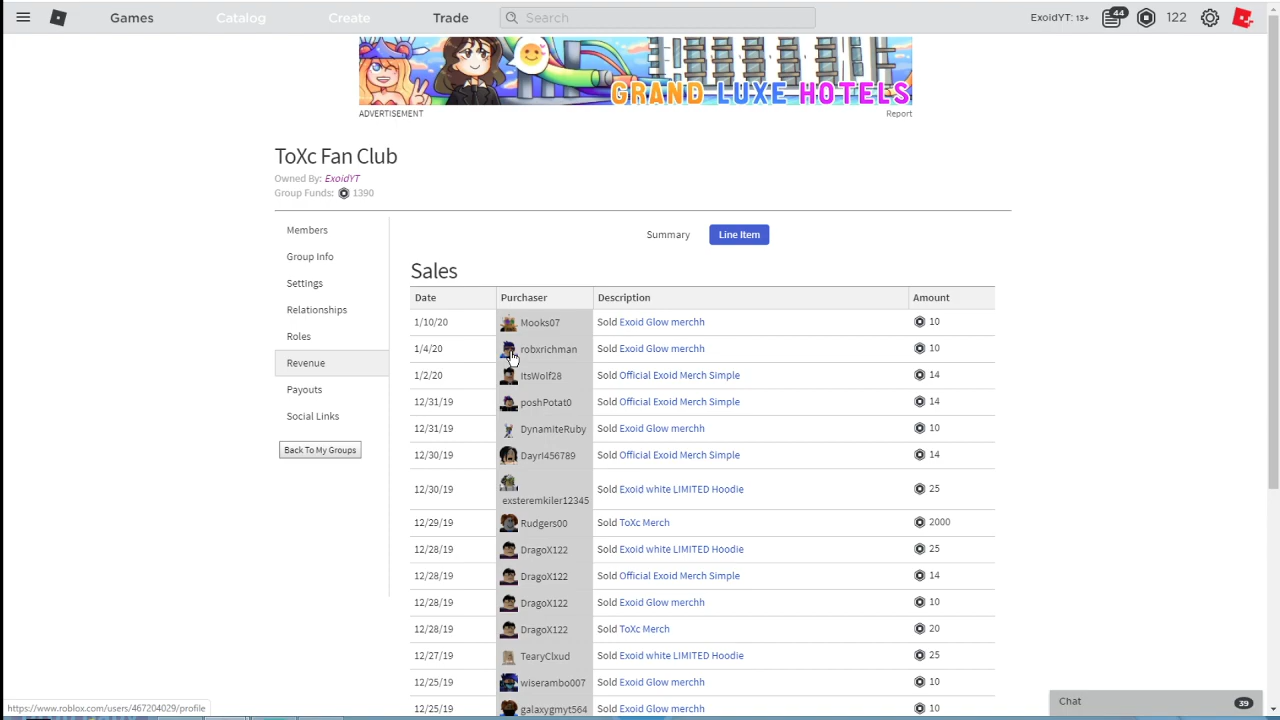 Games Catalog Create Trade Search ExoidYT: 13+ 44 122
GRAND LUXE HOTELS
ADVERTISEMENT Report
ToXc Fan Club
Owned By: ExoidYT
Group Funds: 1390
Members
Group Info
Settings
Relationships
Roles
Revenue
Payouts
Social Links
Back To My Groups
Summary Line Item
Sales
Date Purchaser Description Amount
1/10/20 Mooks07 Sold Exoid Glow merchh 10
1/4/20 robxrichman Sold Exoid Glow merchh 10
1/2/20 ItsWolf28 Sold Official Exoid Merch Simple 14
12/31/19 poshPotat0 Sold Official Exoid Merch Simple 14
12/31/19 DynamiteRuby Sold Exoid Glow merchh 10
12/30/19 DayrI456789 Sold Official Exoid Merch Simple 14
12/30/19 exsteremkiler12345 Sold Exoid white LIMITED Hoodie 25
12/29/19 Rudgers00 Sold ToXc Merch 2000
12/28/19 DragoX122 Sold Exoid white LIMITED Hoodie 25
12/28/19 DragoX122 Sold Official Exoid Merch Simple 14
12/28/19 DragoX122 Sold Exoid Glow merchh 10
12/28/19 DragoX122 Sold ToXc Merch 20
12/27/19 TearyClxud Sold Exoid white LIMITED Hoodie 25
12/25/19 wiserambo007 Sold Exoid Glow merchh 10
12/25/19 galaxygmyt564 Sold Exoid Glow merchh 10
https://www.roblox.com/users/467204029/profile
Chat 39